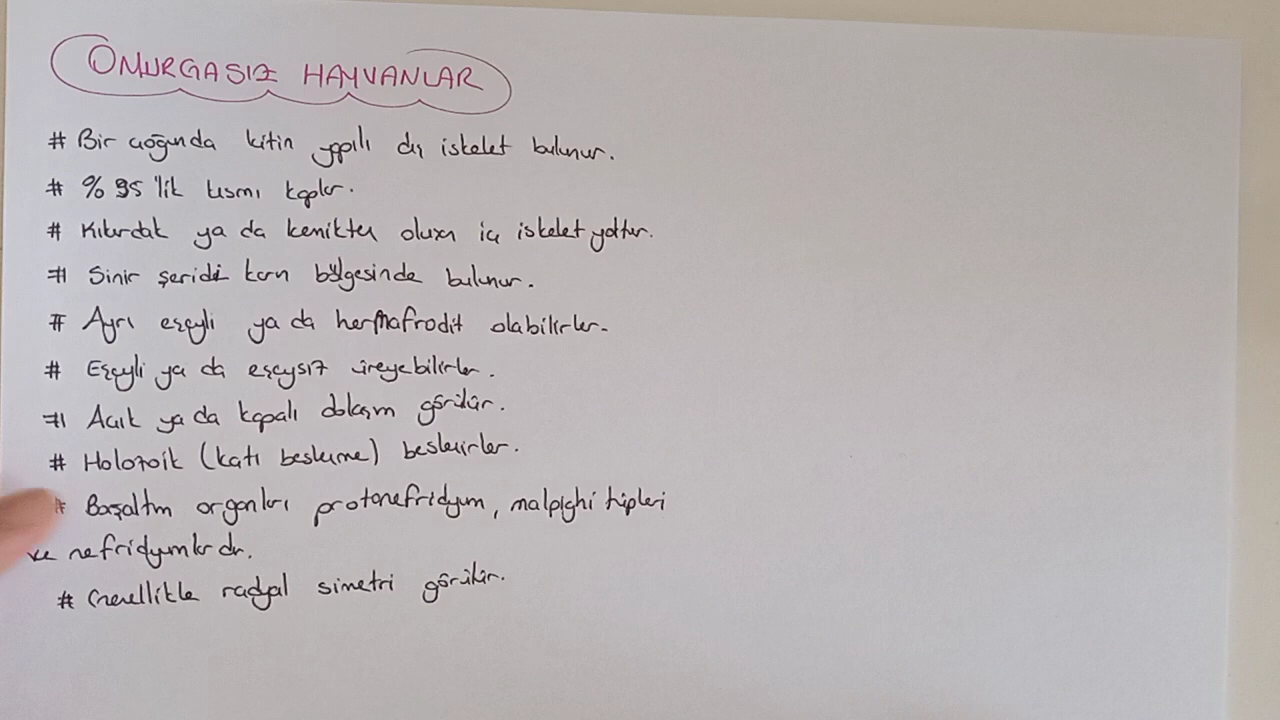 OMURGASIZ HAYVANLAR
# Bir çoğunda kitin yapılı dış iskelet bulunur.
# % 95'lik kısmı kaplar.
# Kıkırdak ya da kemikten oluşan iç iskelet yoktur.
# Sinir şeridi karın bölgesinde bulunur.
# Ayrı eşeyli ya da hermafrodit olabilirler.
# Eşeyli ya da eşeysiz üreyebilirler.
# Açık ya da kapalı dolaşım görülür.
# Holozoik (katı beslenme) beslenirler.
# Boşaltım organları protonefridyum, malpighi tüpleri
ve nefridyumlardır.
# Genellikle radyal simetri görülür.